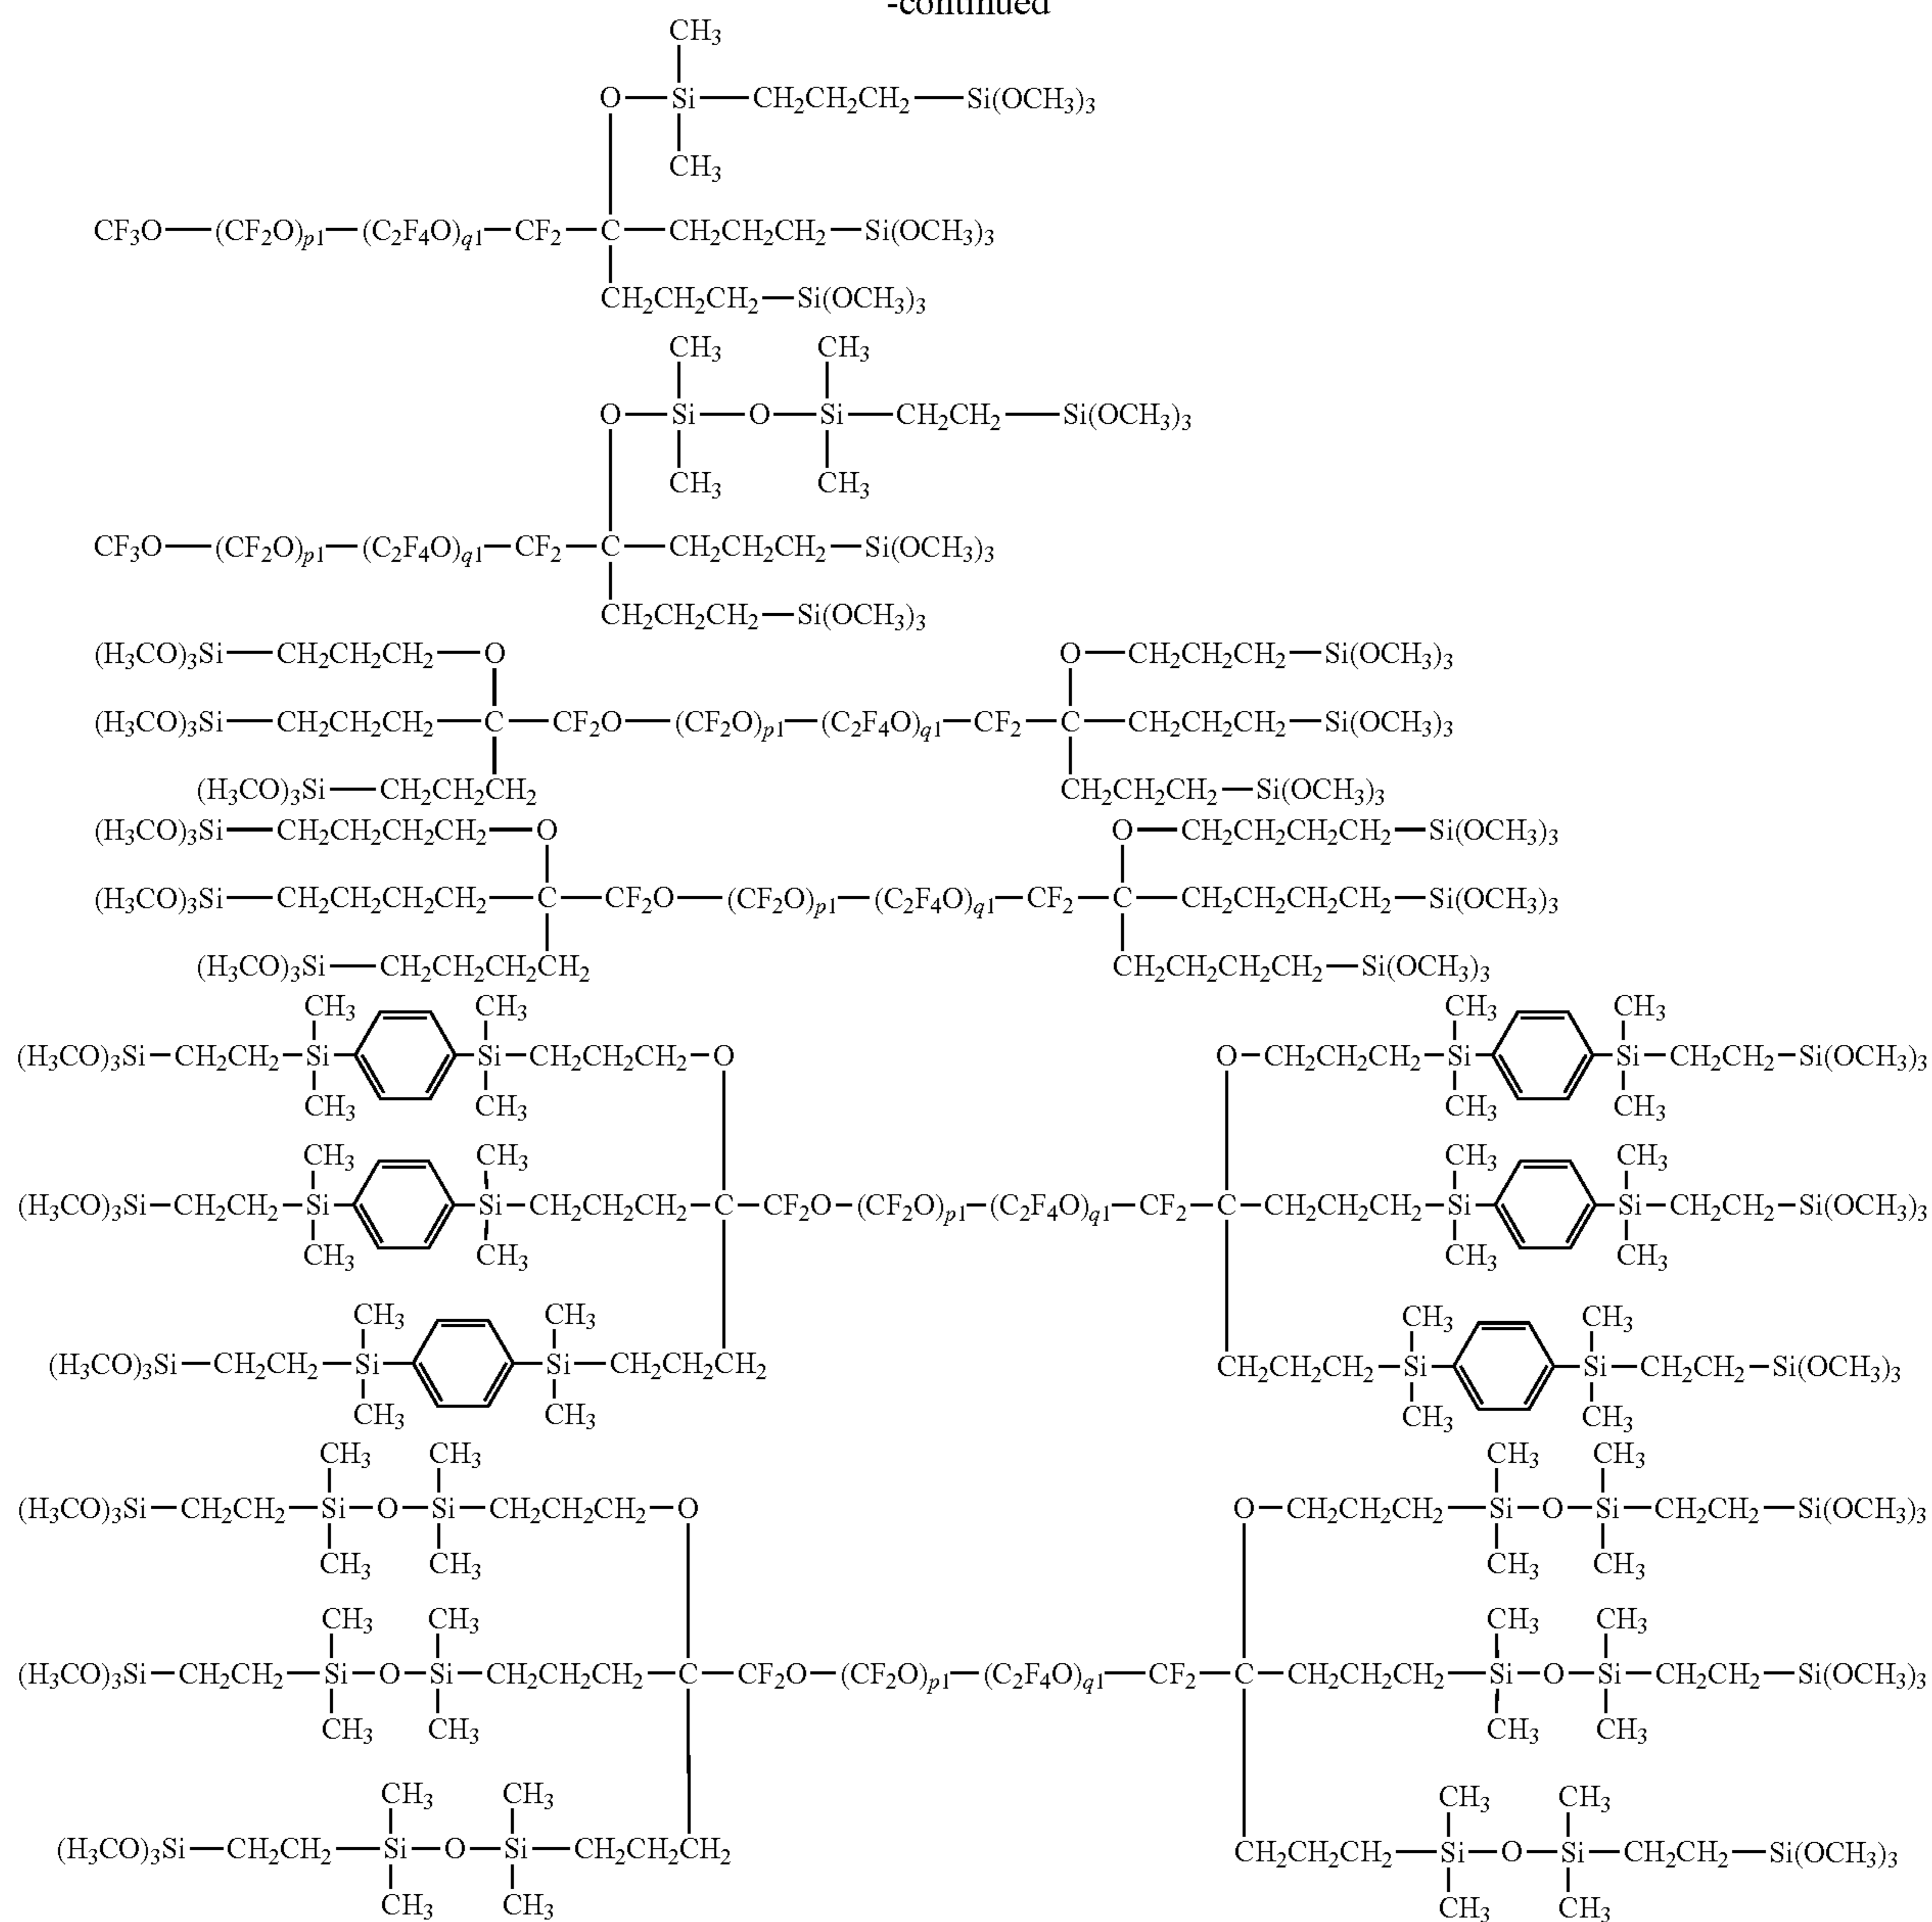 -continued
CH3
O—Si—CH2CH2CH2—Si(OCH3)3
CH3
CF3O—(CF2O)p1—(C2F4O)q1—CF2—C—CH2CH2CH2—Si(OCH3)3
CH2CH2CH2—Si(OCH3)3
CH3 CH3
O—Si—O—Si—CH2CH2—Si(OCH3)3
CH3 CH3
CF3O—(CF2O)p1—(C2F4O)q1—CF2—C—CH2CH2CH2—Si(OCH3)3
CH2CH2CH2—Si(OCH3)3
(H3CO)3Si—CH2CH2CH2—O O—CH2CH2CH2—Si(OCH3)3
(H3CO)3Si—CH2CH2CH2—C—CF2O—(CF2O)p1—(C2F4O)q1—CF2—C—CH2CH2CH2—Si(OCH3)3
(H3CO)3Si—CH2CH2CH2 CH2CH2CH2—Si(OCH3)3
(H3CO)3Si—CH2CH2CH2CH2—O O—CH2CH2CH2CH2—Si(OCH3)3
(H3CO)3Si—CH2CH2CH2CH2—C—CF2O—(CF2O)p1—(C2F4O)q1—CF2—C—CH2CH2CH2CH2—Si(OCH3)3
(H3CO)3Si—CH2CH2CH2CH2 CH2CH2CH2CH2—Si(OCH3)3
CH3 CH3 CH3 CH3
(H3CO)3Si—CH2CH2—Si Si—CH2CH2CH2—O O—CH2CH2CH2—Si Si—CH2CH2—Si(OCH3)3
CH3 CH3 CH3 CH3
CH3 CH3 CH3 CH3
(H3CO)3Si—CH2CH2—Si Si—CH2CH2CH2—C—CF2O—(CF2O)p1—(C2F4O)q1—CF2—C—CH2CH2CH2—Si Si—CH2CH2—Si(OCH3)3
CH3 CH3 CH3 CH3
CH3 CH3 CH3 CH3
(H3CO)3Si—CH2CH2—Si Si—CH2CH2CH2 CH2CH2CH2—Si Si—CH2CH2—Si(OCH3)3
CH3 CH3 CH3 CH3
CH3 CH3 CH3 CH3
(H3CO)3Si—CH2CH2—Si—O—Si—CH2CH2CH2—O O—CH2CH2CH2—Si—O—Si—CH2CH2—Si(OCH3)3
CH3 CH3 CH3 CH3
CH3 CH3 CH3 CH3
(H3CO)3Si—CH2CH2—Si—O—Si—CH2CH2CH2—C—CF2O—(CF2O)p1—(C2F4O)q1—CF2—C—CH2CH2CH2—Si—O—Si—CH2CH2—Si(OCH3)3
CH3 CH3 CH3 CH3
CH3 CH3 CH3 CH3
(H3CO)3Si—CH2CH2—Si—O—Si—CH2CH2CH2 CH2CH2CH2—Si—O—Si—CH2CH2—Si(OCH3)3
CH3 CH3 CH3 CH3